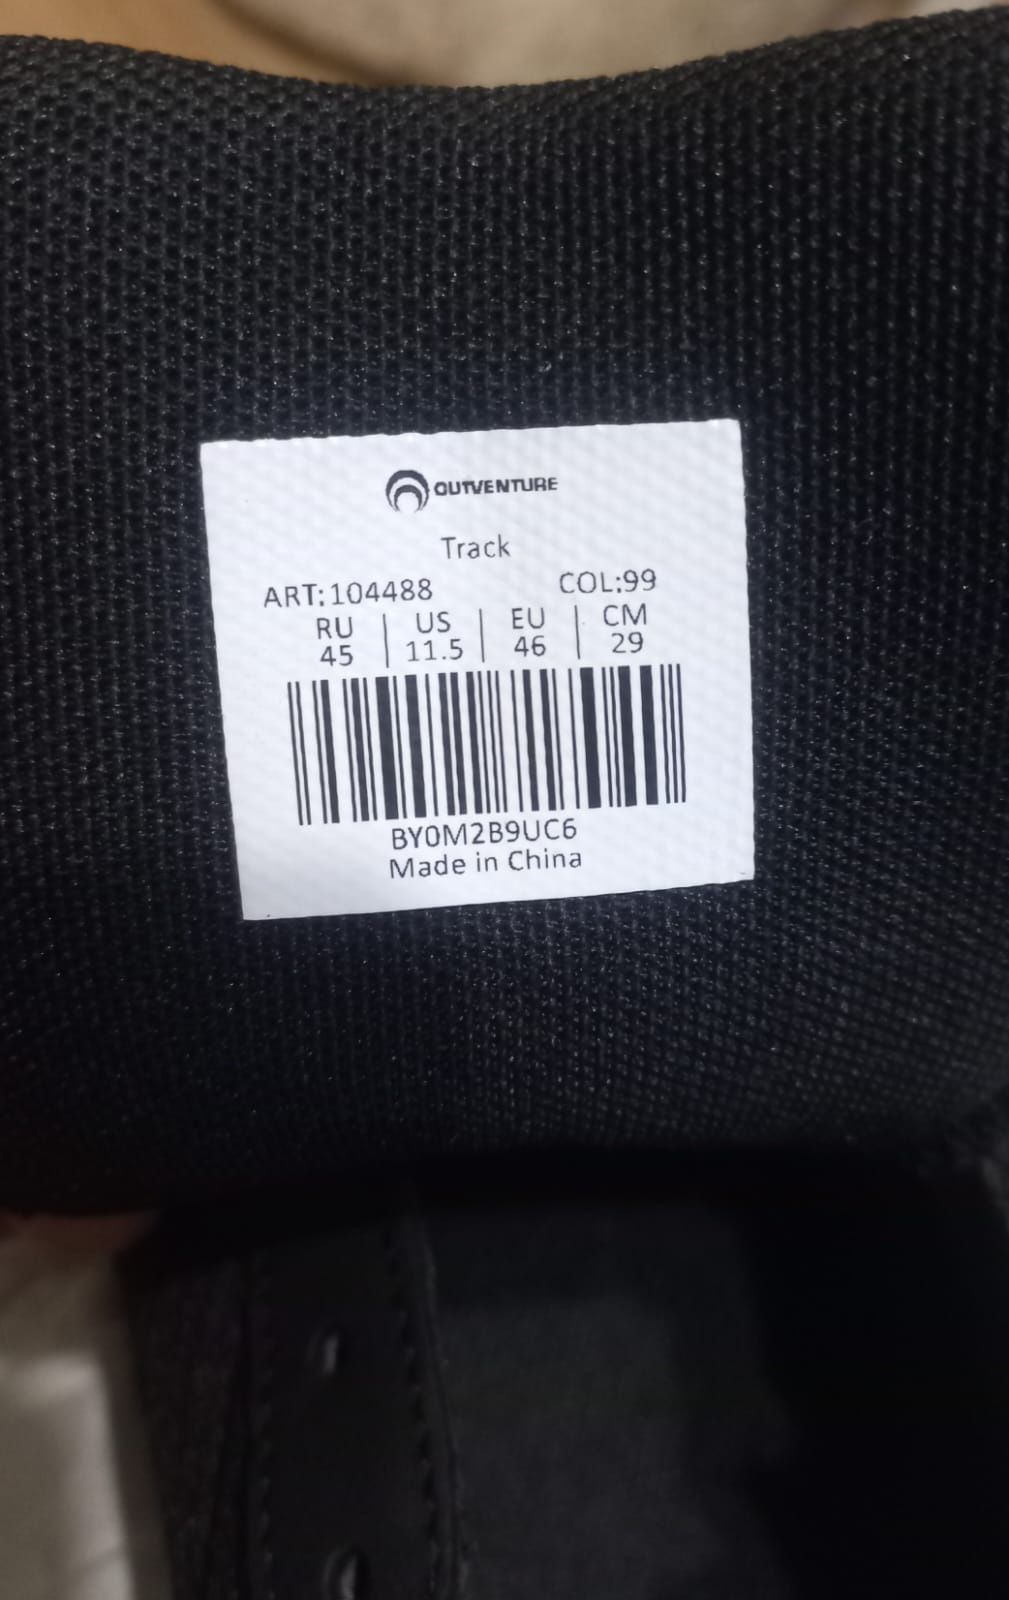 OUTVENTURE
Track
ART:104488 COL:99
RU US EU CM
45 11.5 46 29
BY0M2B9UC6
Made in China